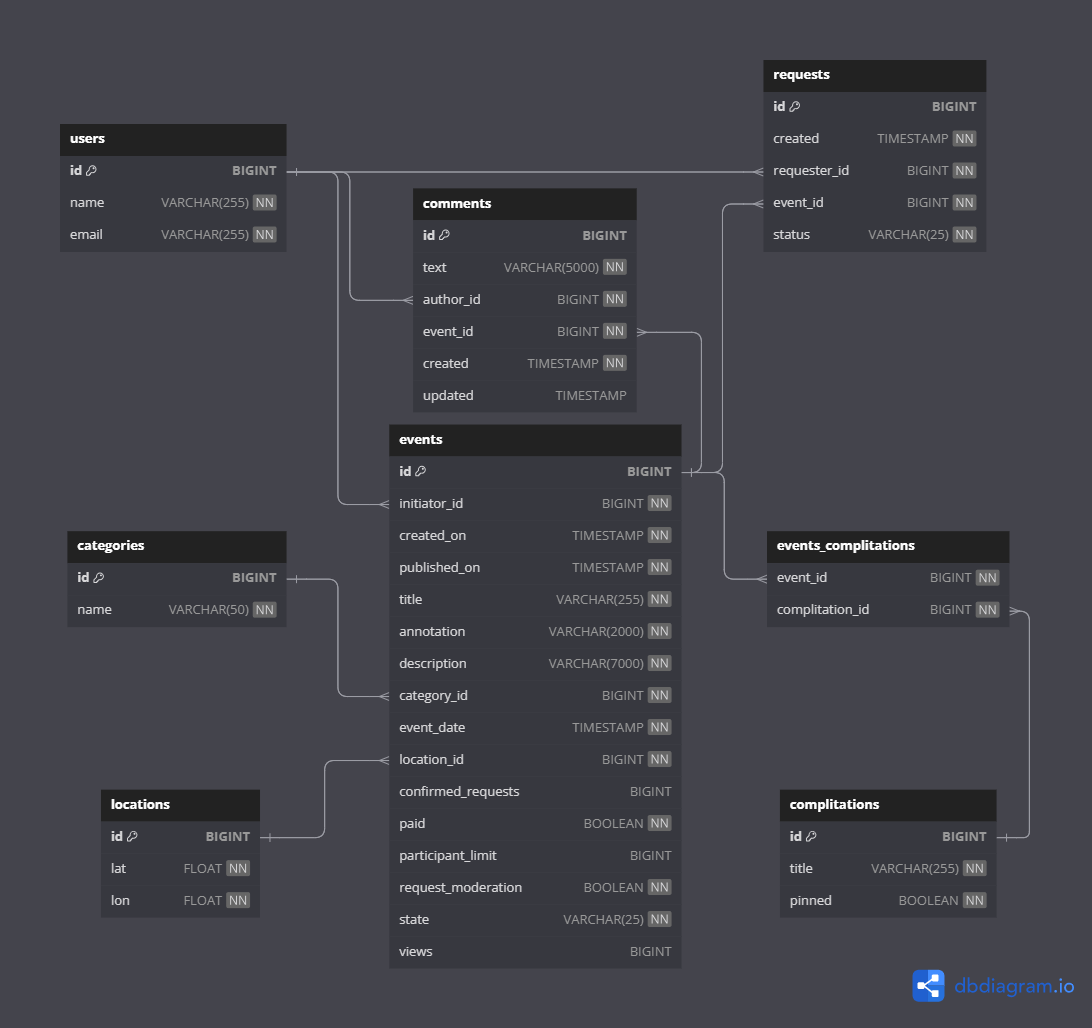 users
id BIGINT
name VARCHAR(255) NN
email VARCHAR(255) NN
requests
id BIGINT
created TIMESTAMP NN
requester_id BIGINT NN
event_id BIGINT NN
status VARCHAR(25) NN
comments
id BIGINT
text VARCHAR(5000) NN
author_id BIGINT NN
event_id BIGINT NN
created TIMESTAMP NN
updated TIMESTAMP
events
id BIGINT
initiator_id BIGINT NN
created_on TIMESTAMP NN
published_on TIMESTAMP NN
title VARCHAR(255) NN
annotation VARCHAR(2000) NN
description VARCHAR(7000) NN
category_id BIGINT NN
event_date TIMESTAMP NN
location_id BIGINT NN
confirmed_requests BIGINT
paid BOOLEAN NN
participant_limit BIGINT
request_moderation BOOLEAN NN
state VARCHAR(25) NN
views BIGINT
categories
id BIGINT
name VARCHAR(50) NN
events_complitations
event_id BIGINT NN
complitation_id BIGINT NN
locations
id BIGINT
lat FLOAT NN
lon FLOAT NN
complitations
id BIGINT
title VARCHAR(255) NN
pinned BOOLEAN NN
dbdiagram.io